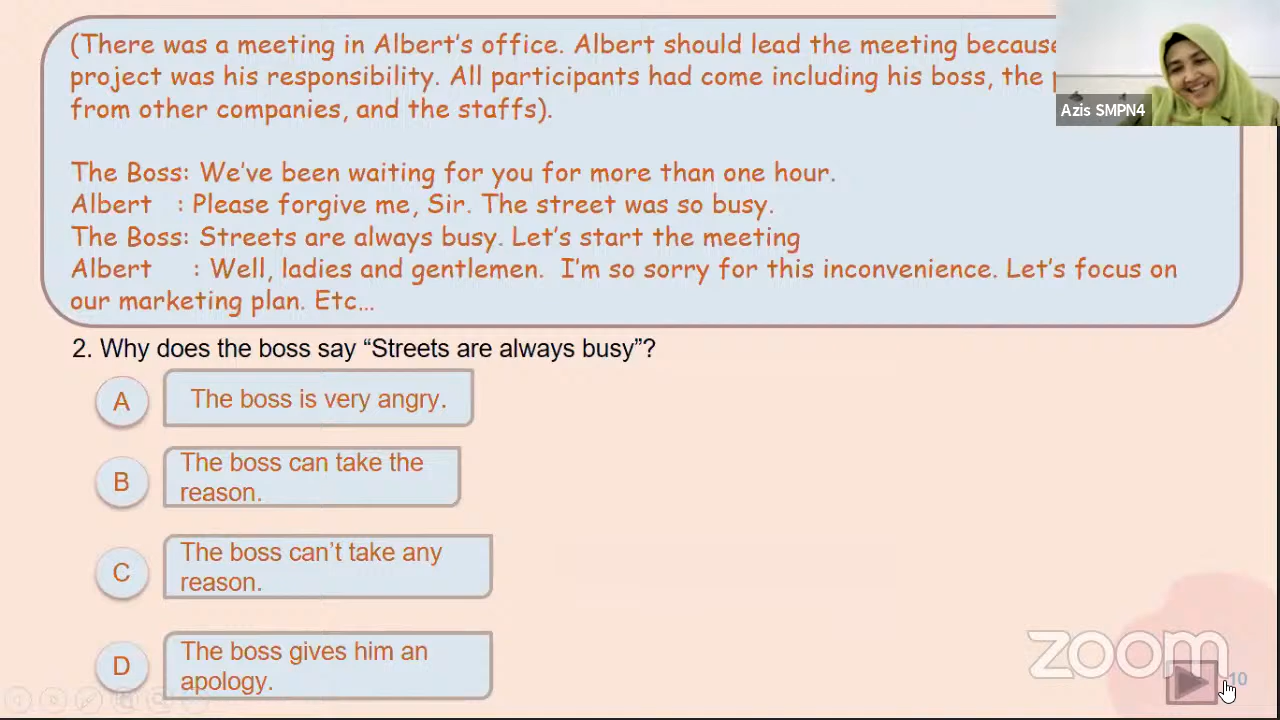 (There was a meeting in Albert's office. Albert should lead the meeting because
project was his responsibility. All participants had come including his boss, the
from other companies, and the staffs).
The Boss: We've been waiting for you for more than one hour.
Albert : Please forgive me, Sir. The street was so busy.
The Boss: Streets are always busy. Let's start the meeting
Albert : Well, ladies and gentlemen. I'm so sorry for this inconvenience. Let's focus on
our marketing plan. Etc…
Azis SMPN4
2. Why does the boss say “Streets are always busy”?
A The boss is very angry.
B The boss can take the
reason.
C The boss can't take any
reason.
D The boss gives him an
apology.
zoom
10